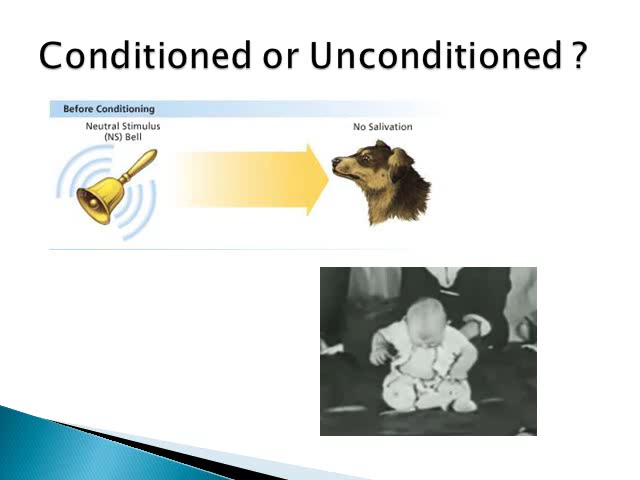 Conditioned or Unconditioned ?
Before Conditioning
Neutral Stimulus
(NS) Bell
No Salivation